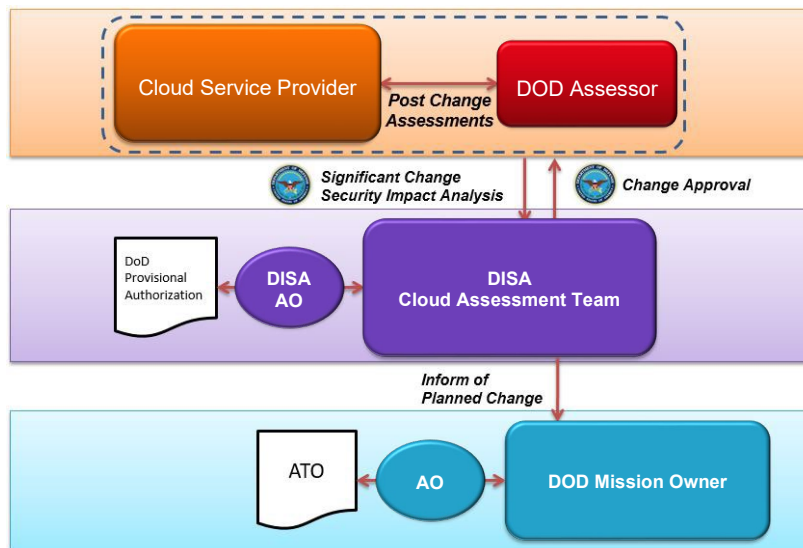 Cloud Service Provider
DOD Assessor
Post Change
Assessments
Significant Change
Security Impact Analysis
Change Approval
DoD
Provisional
Authorization
DISA
AO
DISA
Cloud Assessment Team
Inform of
Planned Change
ATO
AO
DOD Mission Owner